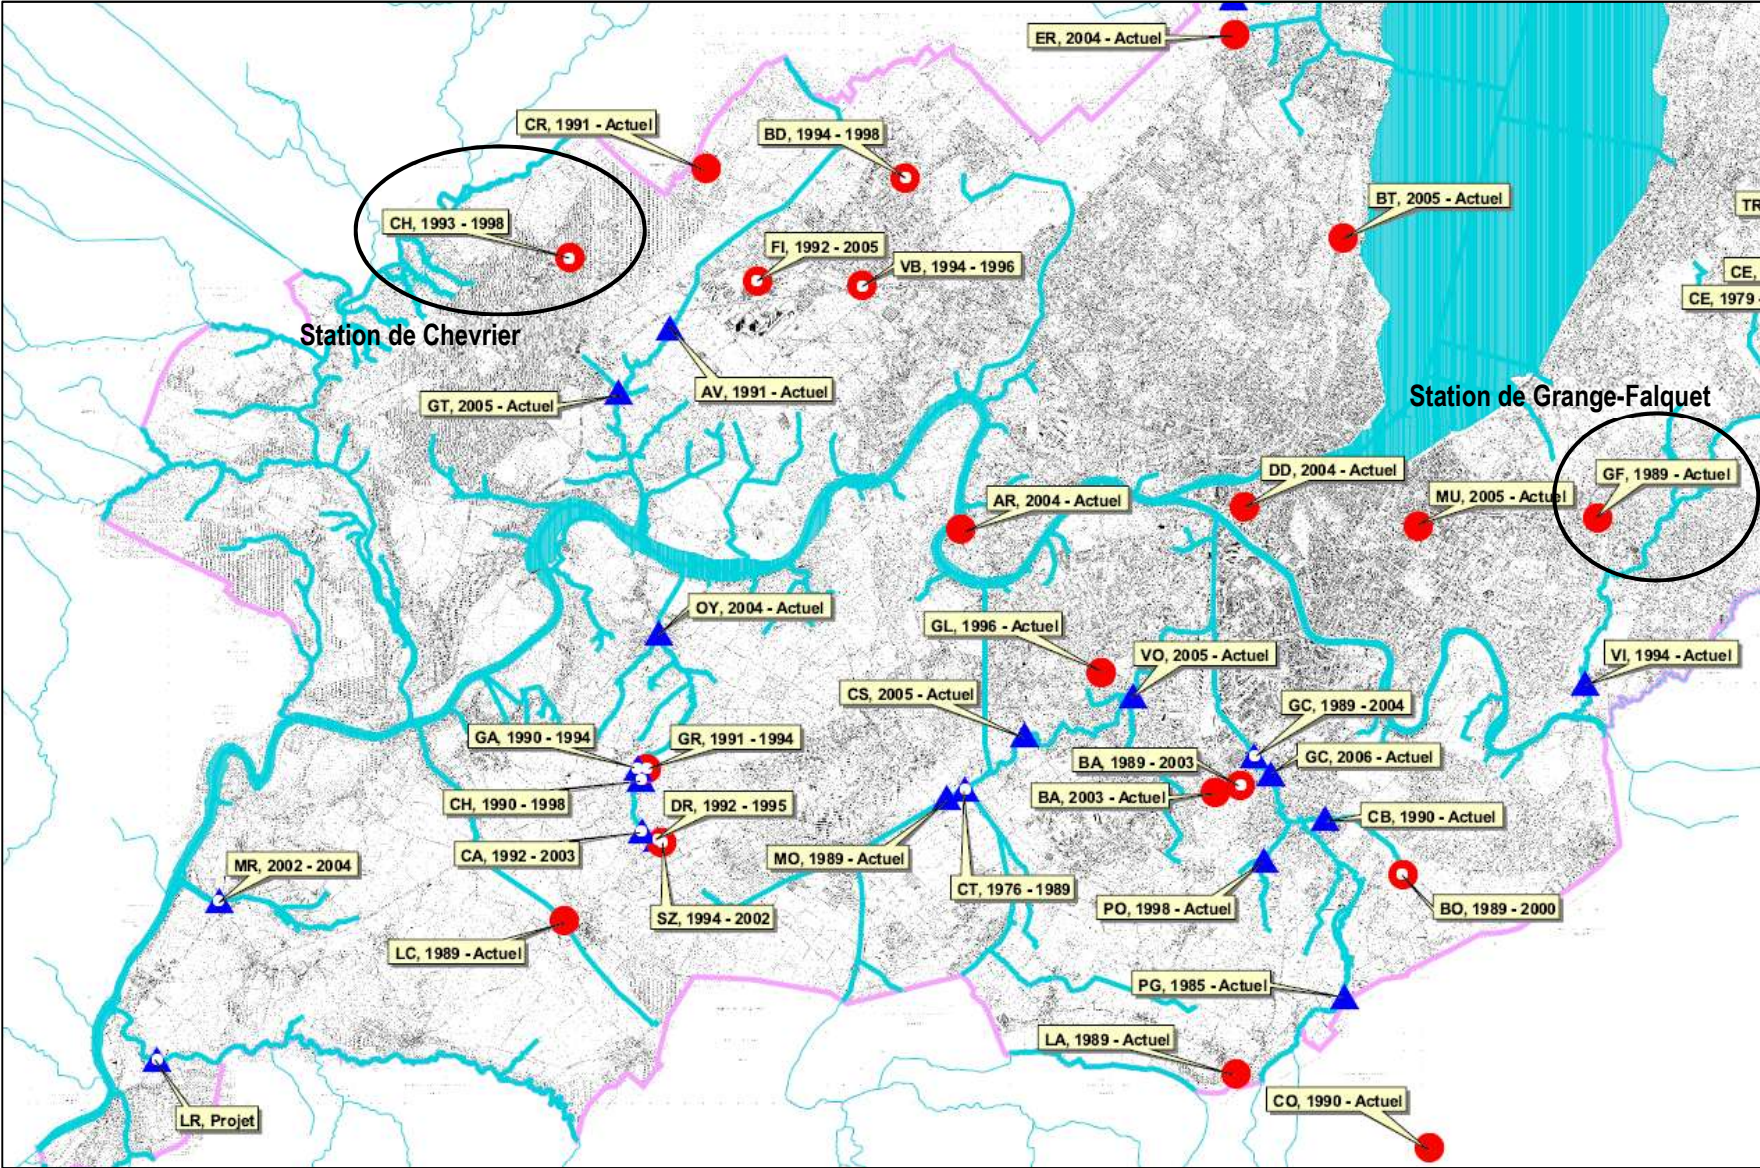 ER, 2004 - Actuel
CR, 1991 - Actuel
BD, 1994 - 1998
BT, 2005 - Actuel
TR
CH, 1993 - 1998
FI, 1992 - 2005
VB, 1994 - 1996
CE,
CE, 1979 -
Station de Chevrier
AV, 1991 - Actuel
GT, 2005 - Actuel
Station de Grange-Falquet
DD, 2004 - Actuel
GF, 1989 - Actuel
AR, 2004 - Actuel
MU, 2005 - Actuel
OY, 2004 - Actuel
GL, 1996 - Actuel
VO, 2005 - Actuel
VI, 1994 - Actuel
CS, 2005 - Actuel
GC, 1989 - 2004
GA, 1990 - 1994
GR, 1991 - 1994
BA, 1989 - 2003
GC, 2006 - Actuel
CH, 1990 - 1998
DR, 1992 - 1995
BA, 2003 - Actuel
CB, 1990 - Actuel
CA, 1992 - 2003
MO, 1989 - Actuel
MR, 2002 - 2004
CT, 1976 - 1989
PO, 1998 - Actuel
BO, 1989 - 2000
SZ, 1994 - 2002
LC, 1989 - Actuel
PG, 1985 - Actuel
LA, 1989 - Actuel
CO, 1990 - Actuel
LR, Projet